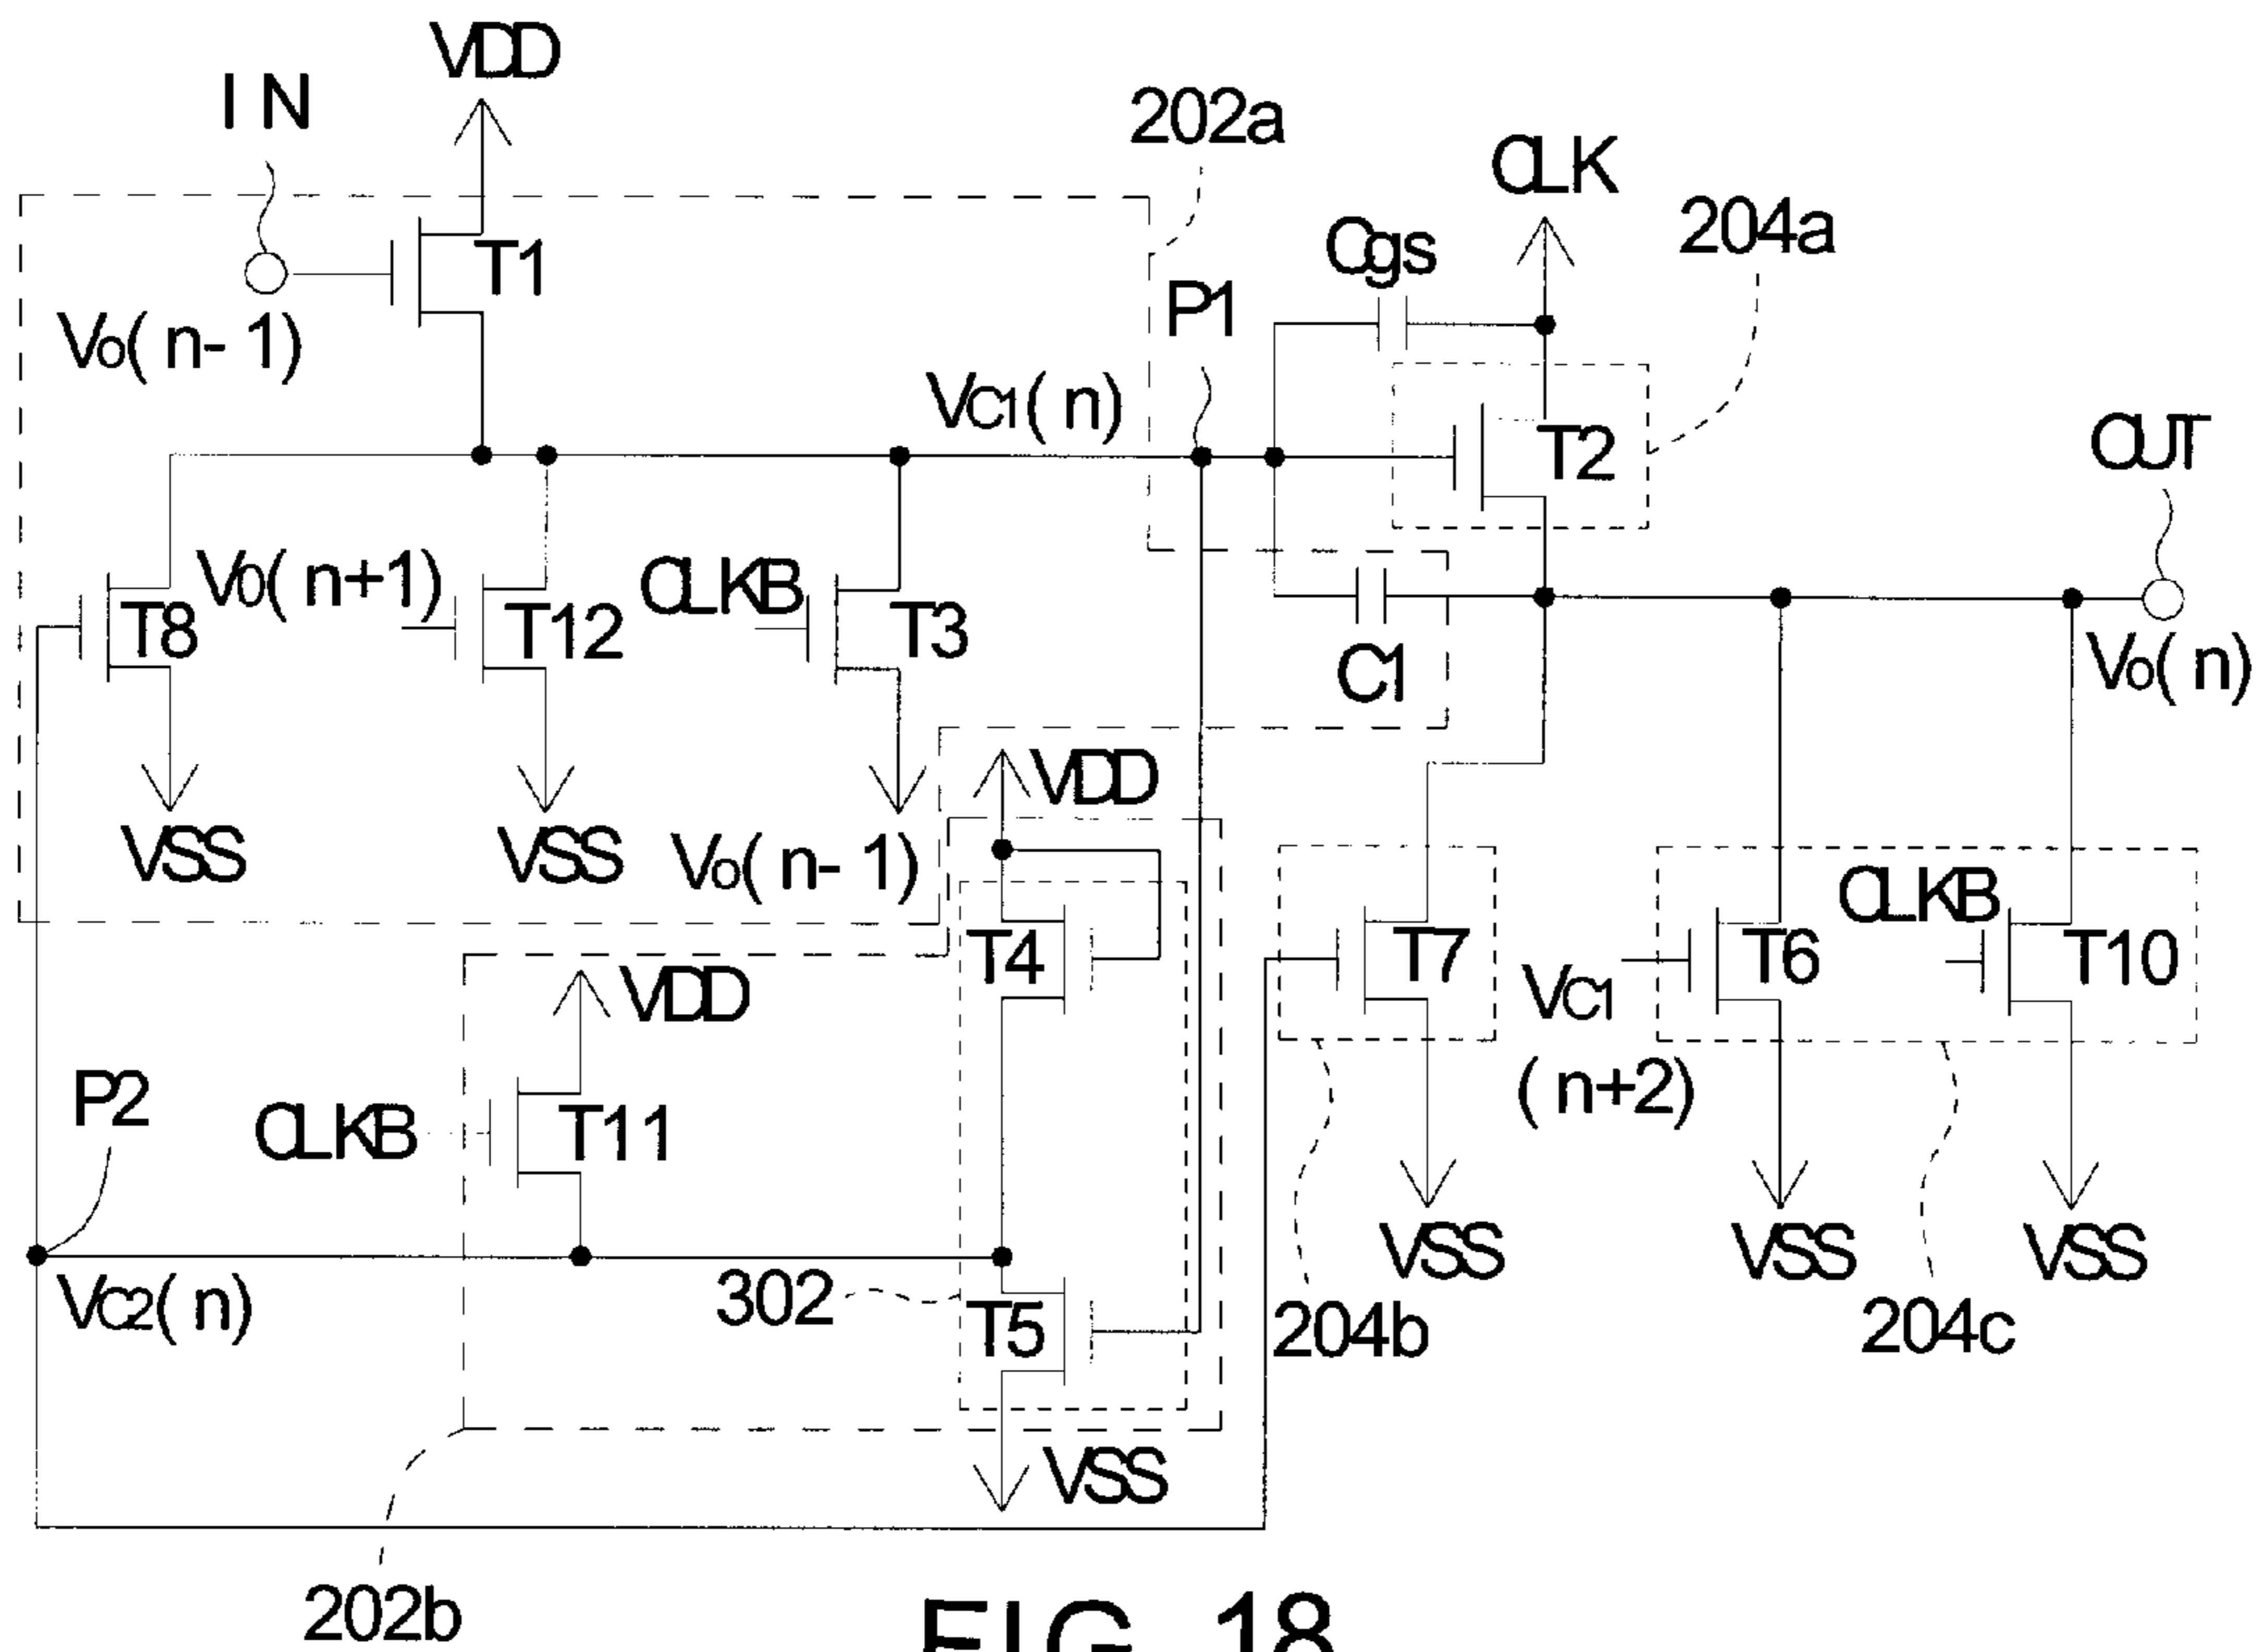 VDD
IN
202a
CLK
204a
Cgs
T1
P1
Vo(n-1)
VC1(n)
T2
OUT
Vo(n+1)
CLKB
T8
T12
T3
C1
Vo(n)
VDD
VSS
VSS
Vo(n-1)
CLKB
T4
T7
T6
T10
VDD
VC1
(n+2)
P2
CLKB
T11
VSS
VSS
VSS
VC2(n)
302
T5
204b
204c
VSS
202b
FIG. 18